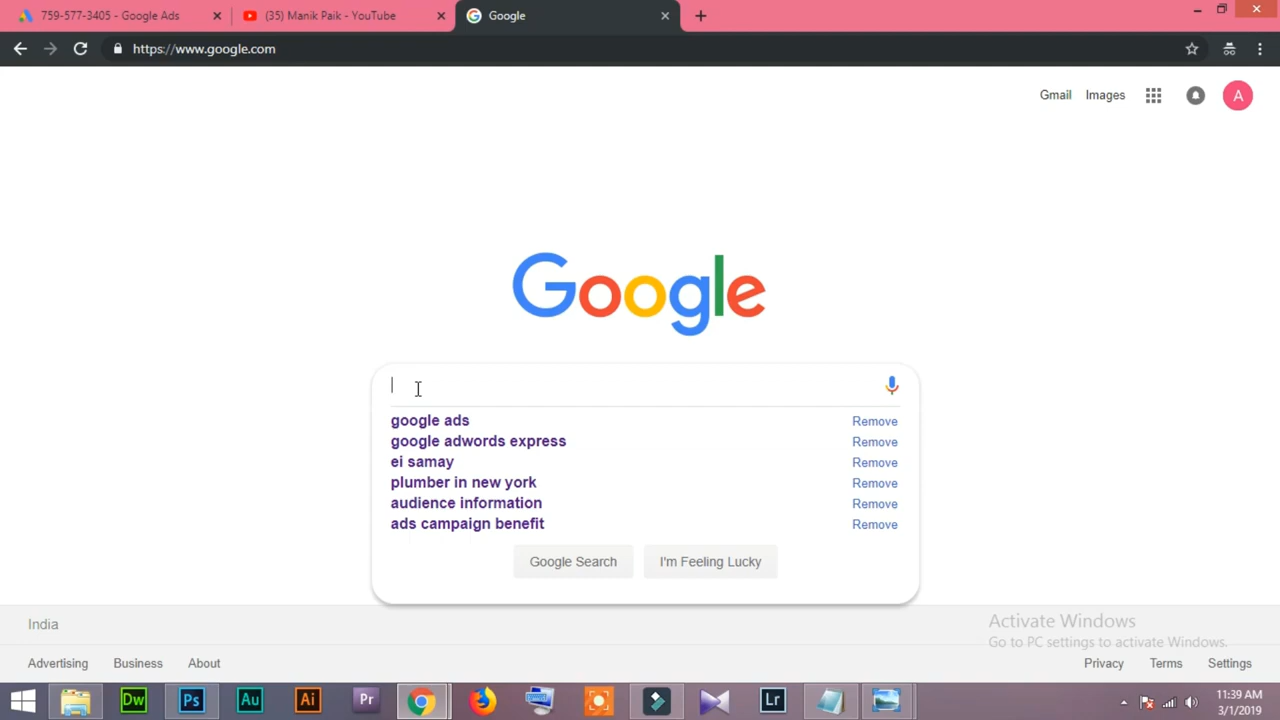 759-577-3405 - Google Ads
(35) Manik Paik - YouTube
Google
https://www.google.com
Gmail Images
A
Google
google ads Remove
google adwords express Remove
ei samay Remove
plumber in new york Remove
audience information Remove
ads campaign benefit Remove
Google Search I'm Feeling Lucky
India
Activate Windows
Go to PC settings to activate Windows.
Advertising Business About
Privacy Terms Settings
Dw Ps Au Ai Pr Lr
11:39 AM
3/1/2019